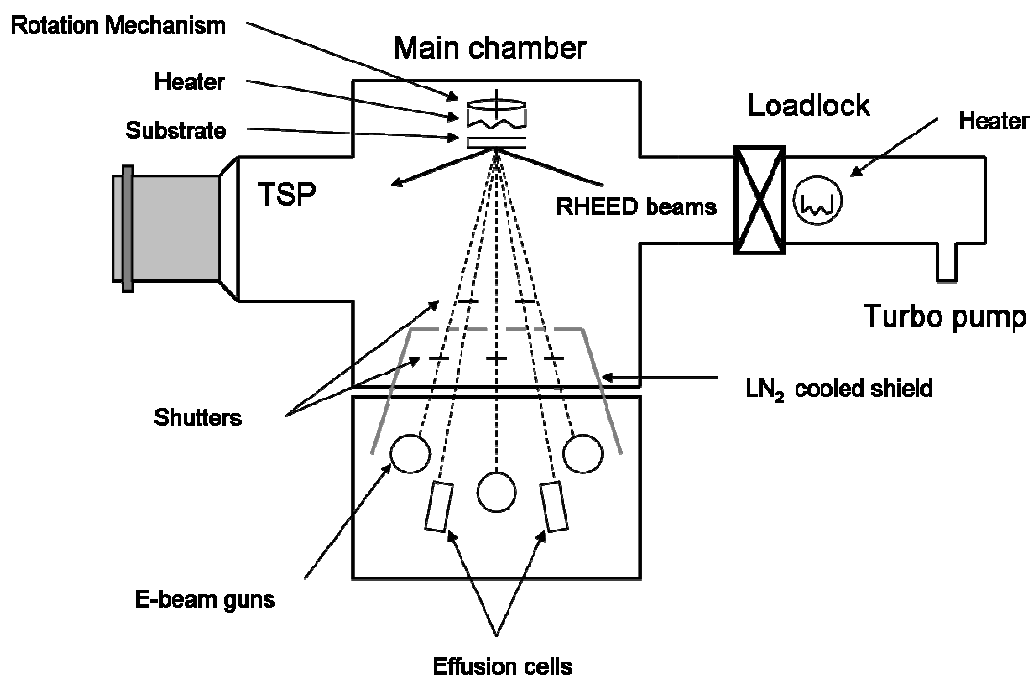 Rotation Mechanism
Main chamber
Heater
Substrate
Loadlock
Heater
TSP
RHEED beams
Turbo pump
LN₂ cooled shield
Shutters
E-beam guns
Effusion cells